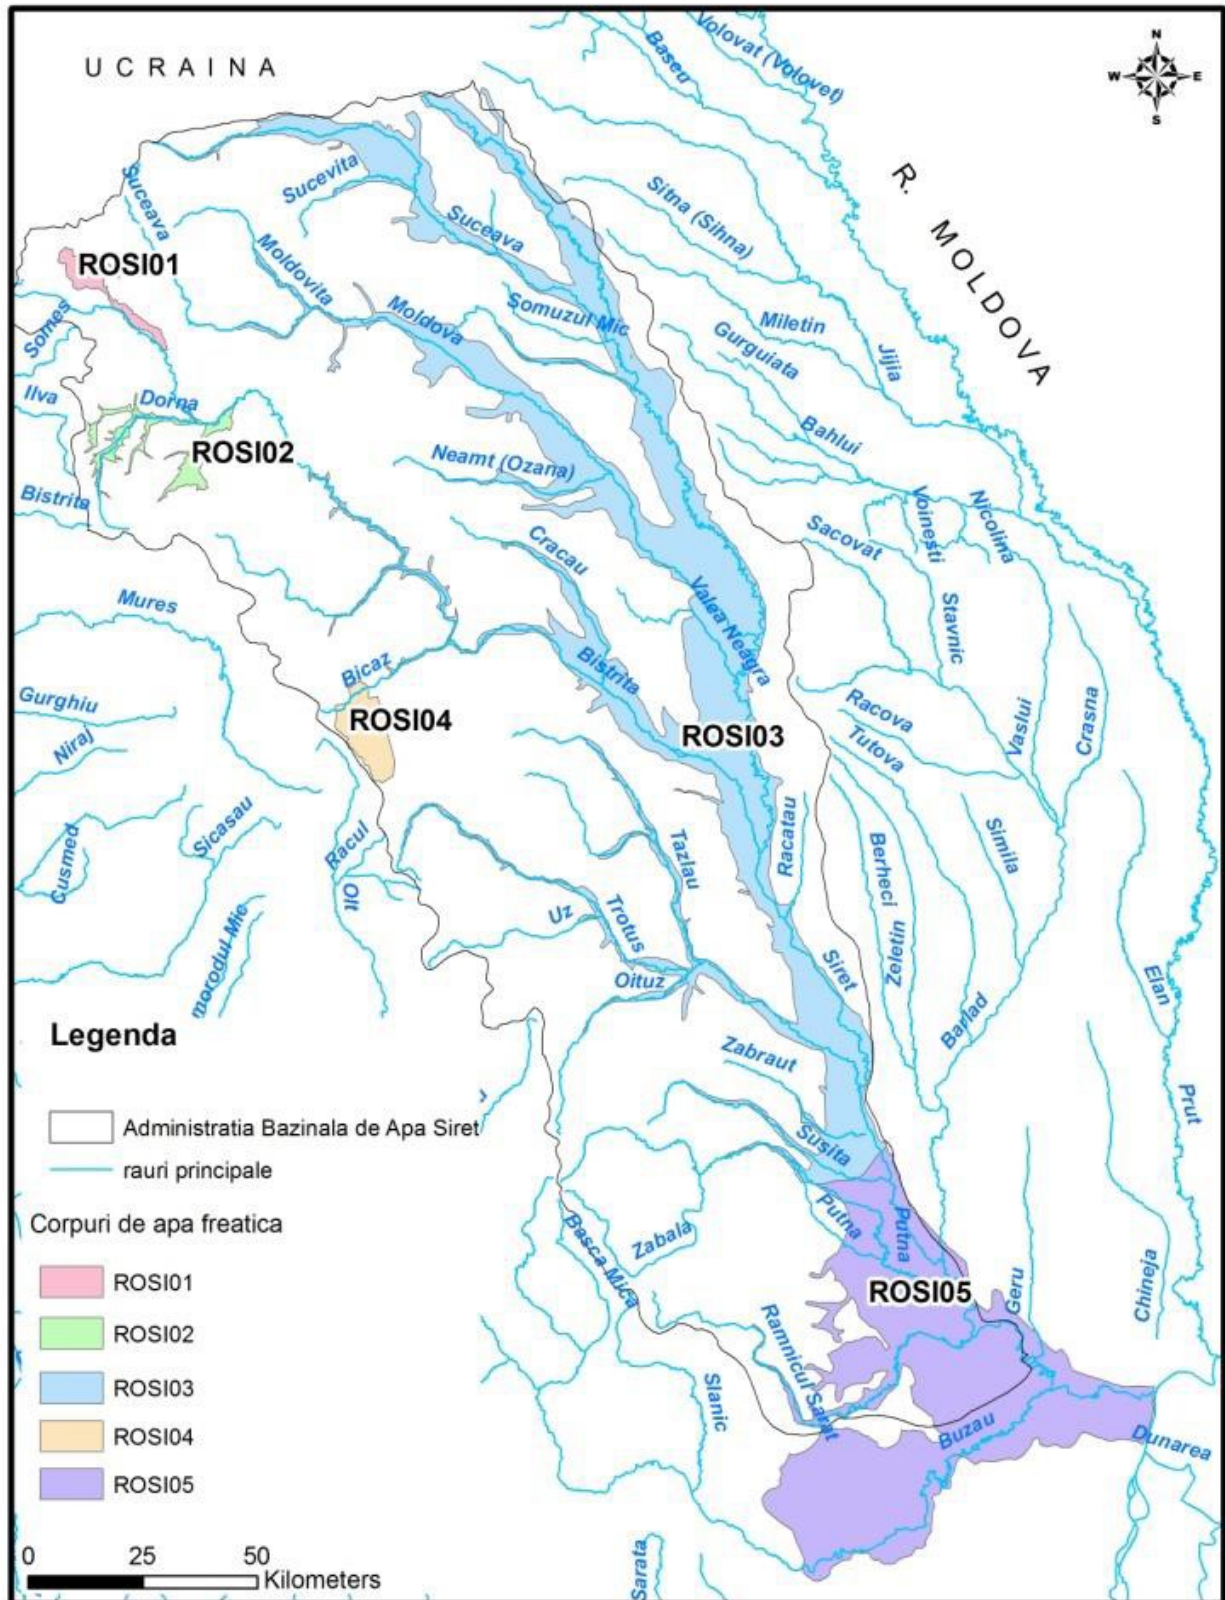 UCRAINA
Volovat (Volovet)
Baseu
N
W
E
S
R. MOLDOVA
Suceava
Sucevita
Sitna (Sihna)
Suceava
ROSI01
Moldovita
Moldova
Somuzul Mic
Miletin
Gurguiata
Jijia
Somes
Ilva
Dorna
ROSI02
Bahlui
Neamt (Ozana)
Bistrita
Voinesti
Nicolina
Sacovat
Cracau
Mures
Valea Neagra
Stavnic
Bicaz
Bistrita
Gurghiu
ROSI04
ROSI03
Racova
Vaslui
Crasna
Niraj
Tutova
Cusmed
Sicasau
Racul
Tazlau
Racatau
Berheci
Simila
Olt
Uz
Trotus
morodul Mic
Oituz
Siret
Zeletin
Elan
Barlad
Zabraut
Prut
Susita
Putna
Putna
Basca Mica
Zabala
ROSI05
Geru
Chineja
Ramnicul Sarat
Slanic
Buzau
Dunarea
Sarata
Legenda
Administratia Bazinala de Apa Siret
rauri principale
Corpuri de apa freatica
ROSI01
ROSI02
ROSI03
ROSI04
ROSI05
0 25 50
Kilometers